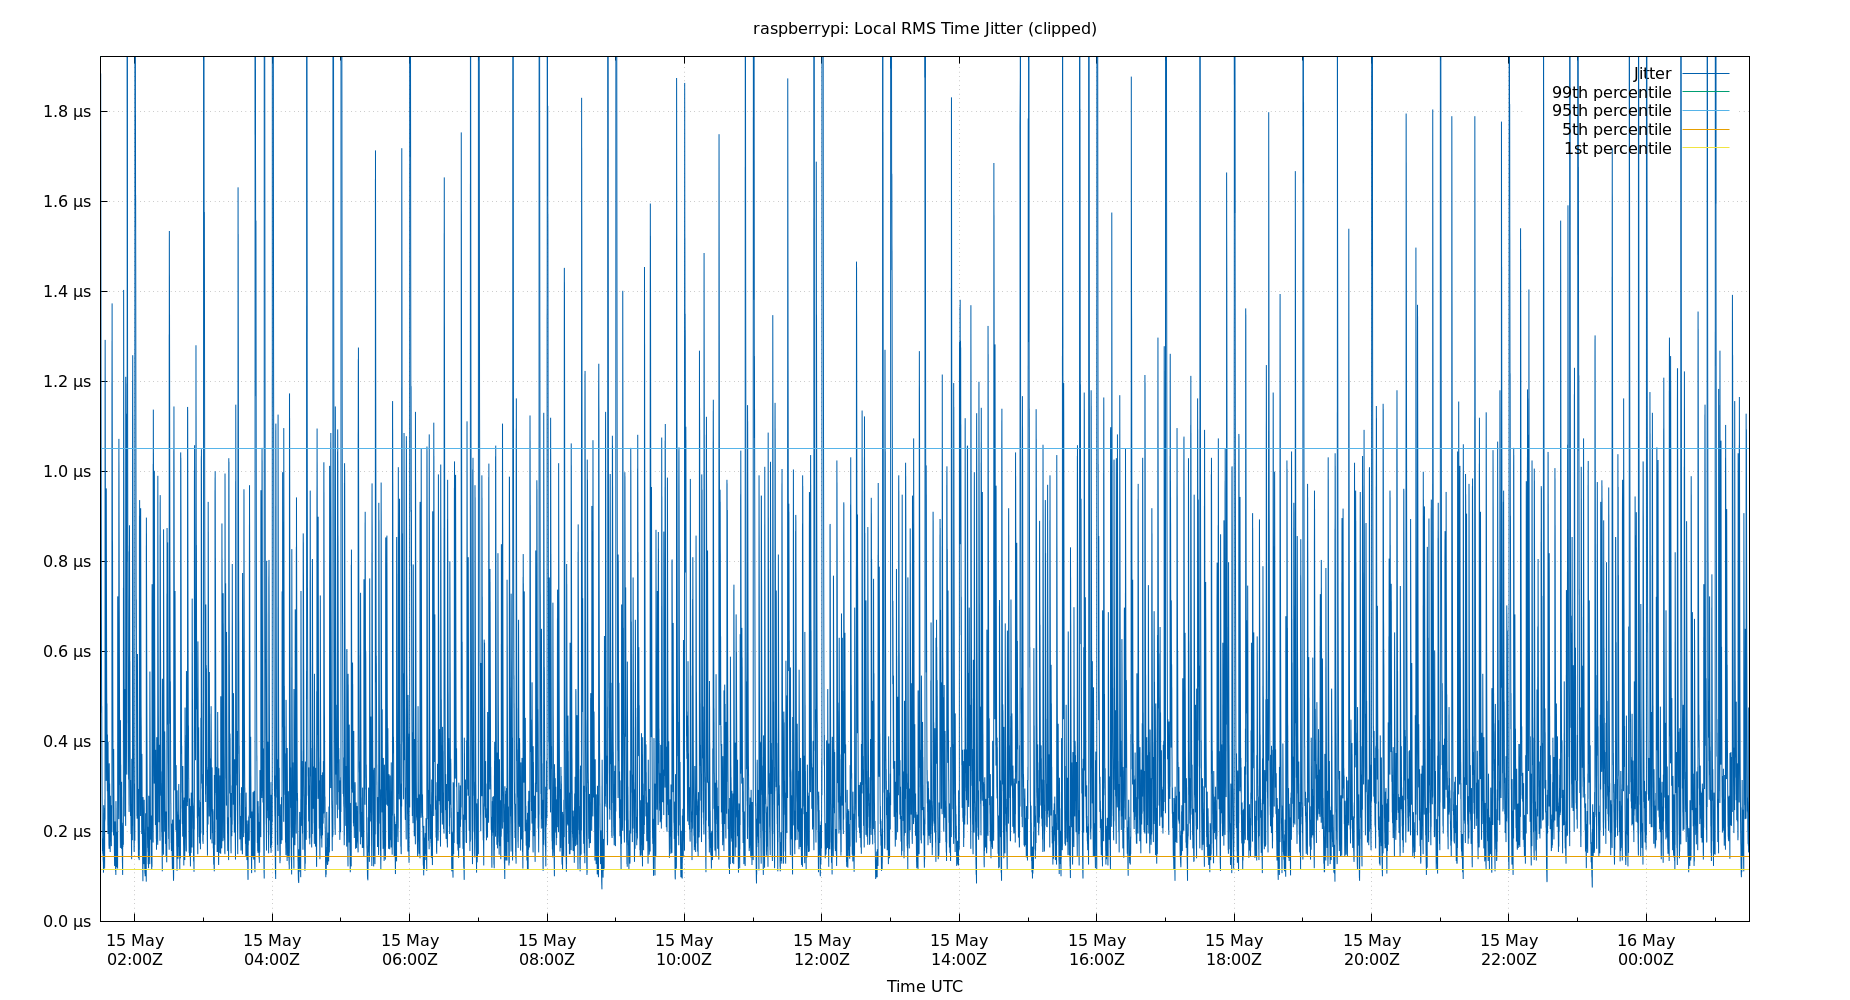 raspberrypi: Local RMS Time Jitter (clipped)
Jitter
99th percentile
95th percentile
5th percentile
1st percentile
1.8 µs
1.6 µs
1.4 µs
1.2 µs
1.0 µs
0.8 µs
0.6 µs
0.4 µs
0.2 µs
0.0 µs
15 May 15 May 15 May 15 May 15 May 15 May 15 May 15 May 15 May 15 May 15 May 16 May
02:00Z 04:00Z 06:00Z 08:00Z 10:00Z 12:00Z 14:00Z 16:00Z 18:00Z 20:00Z 22:00Z 00:00Z
Time UTC